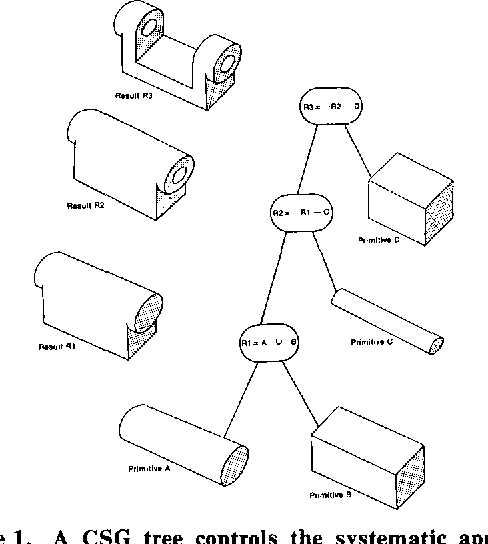 Result R3
R3= R2 D
Result R2
R2= R1 — C
Primitive D
Result R1
R1= A ∪ B
Primitive C
Primitive A
Primitive B
e 1. A CSG tree controls the systematic app